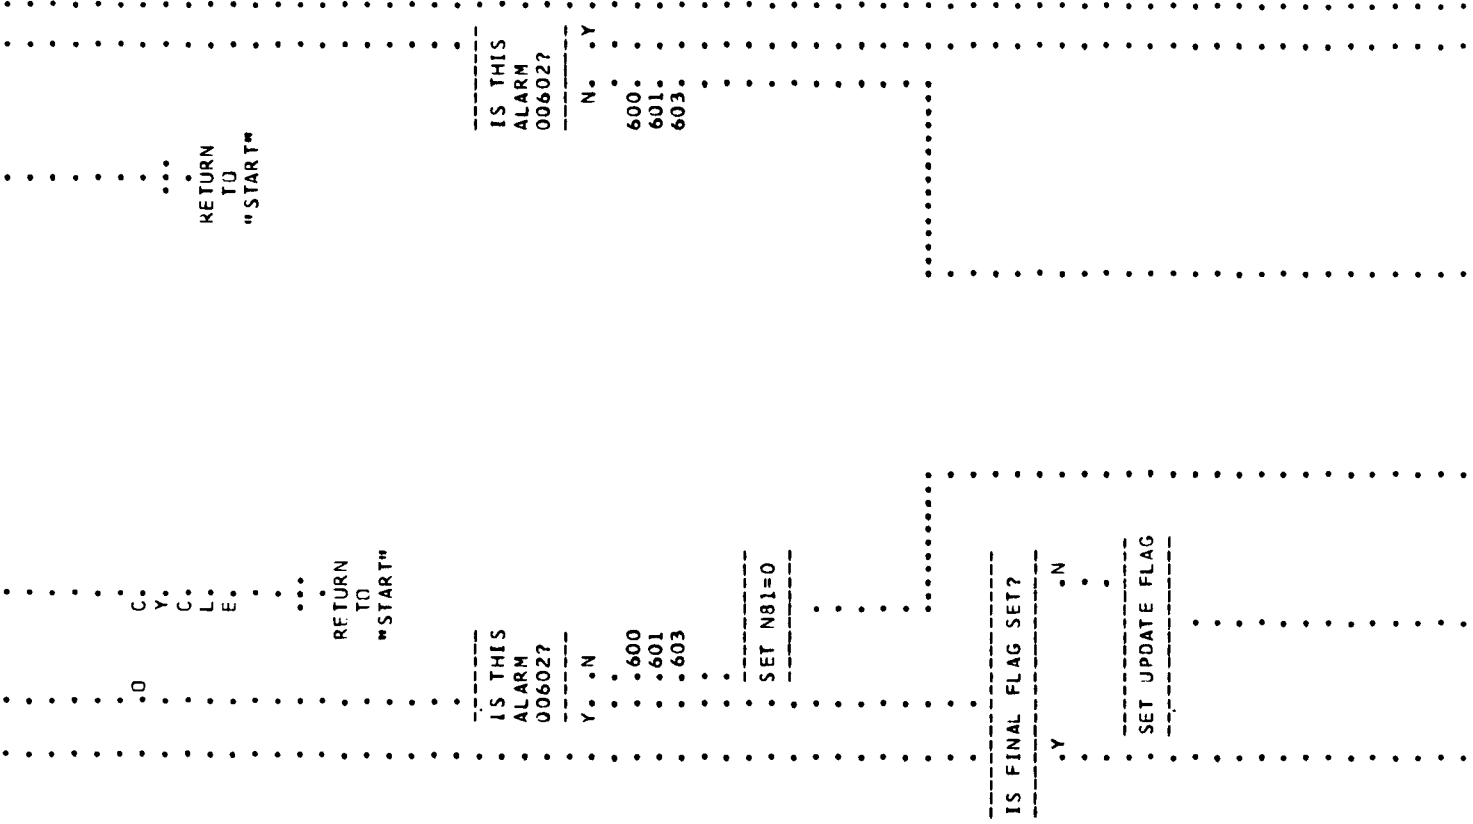 O C
Y
C
L RETURN
E TO
"START"
RETURN
TO
"START"
IS THIS IS THIS
ALARM ALARM
00602? 00602?
Y N N Y
600 600
601 601
603 603
SET N81=0
IS FINAL FLAG SET?
Y N
SET UPDATE FLAG